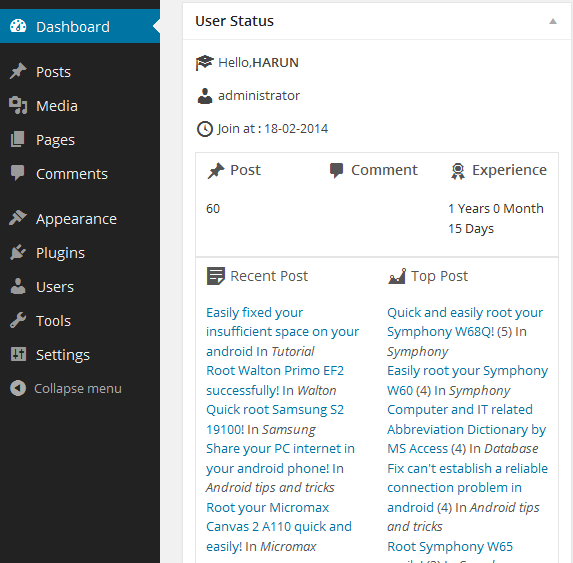 Dashboard
Posts
Media
Pages
Comments
Appearance
Plugins
Users
Tools
Settings
Collapse menu
User Status
Hello,HARUN
administrator
Join at : 18-02-2014
Post
Comment
Experience
60
1 Years 0 Month
15 Days
Recent Post
Easily fixed your
insufficient space on your
android In Tutorial
Root Walton Primo EF2
successfully! In Walton
Quick root Samsung S2
19100! In Samsung
Share your PC internet in
your android phone! In
Android tips and tricks
Root your Micromax
Canvas 2 A110 quick and
easily! In Micromax
Top Post
Quick and easily root your
Symphony W68Q! (5) In
Symphony
Easily root your Symphony
W60 (4) In Symphony
Computer and IT related
Abbreviation Dictionary by
MS Access (4) In Database
Fix can't establish a reliable
connection problem in
android (4) In Android tips
and tricks
Root Symphony W65